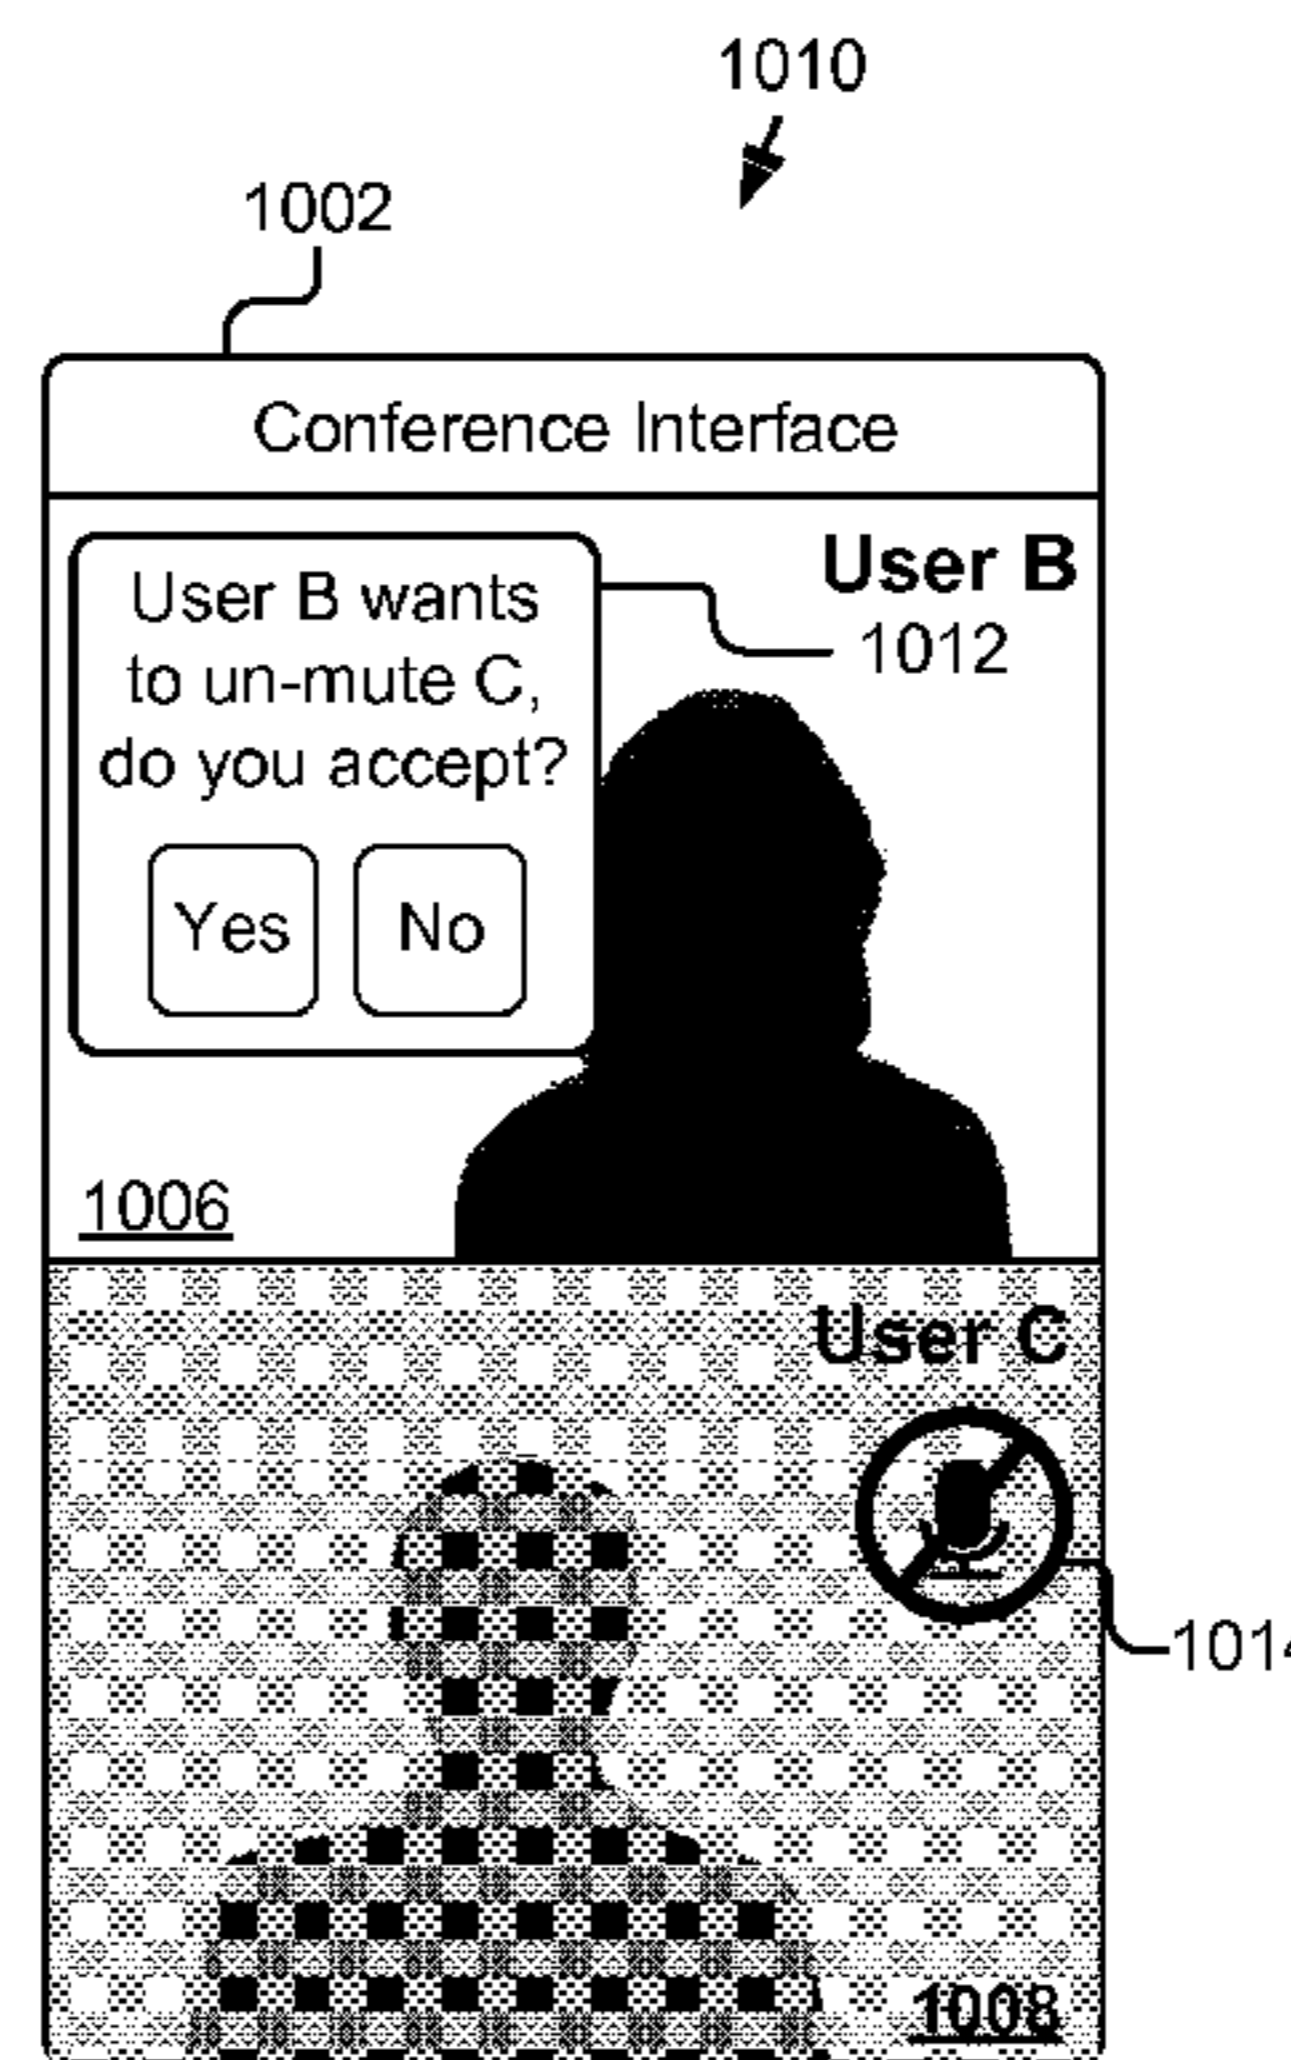 1010
1002
Conference Interface
User B wants
to un-mute C,
do you accept?
Yes No
User B
1012
1006
User C
1014
1008